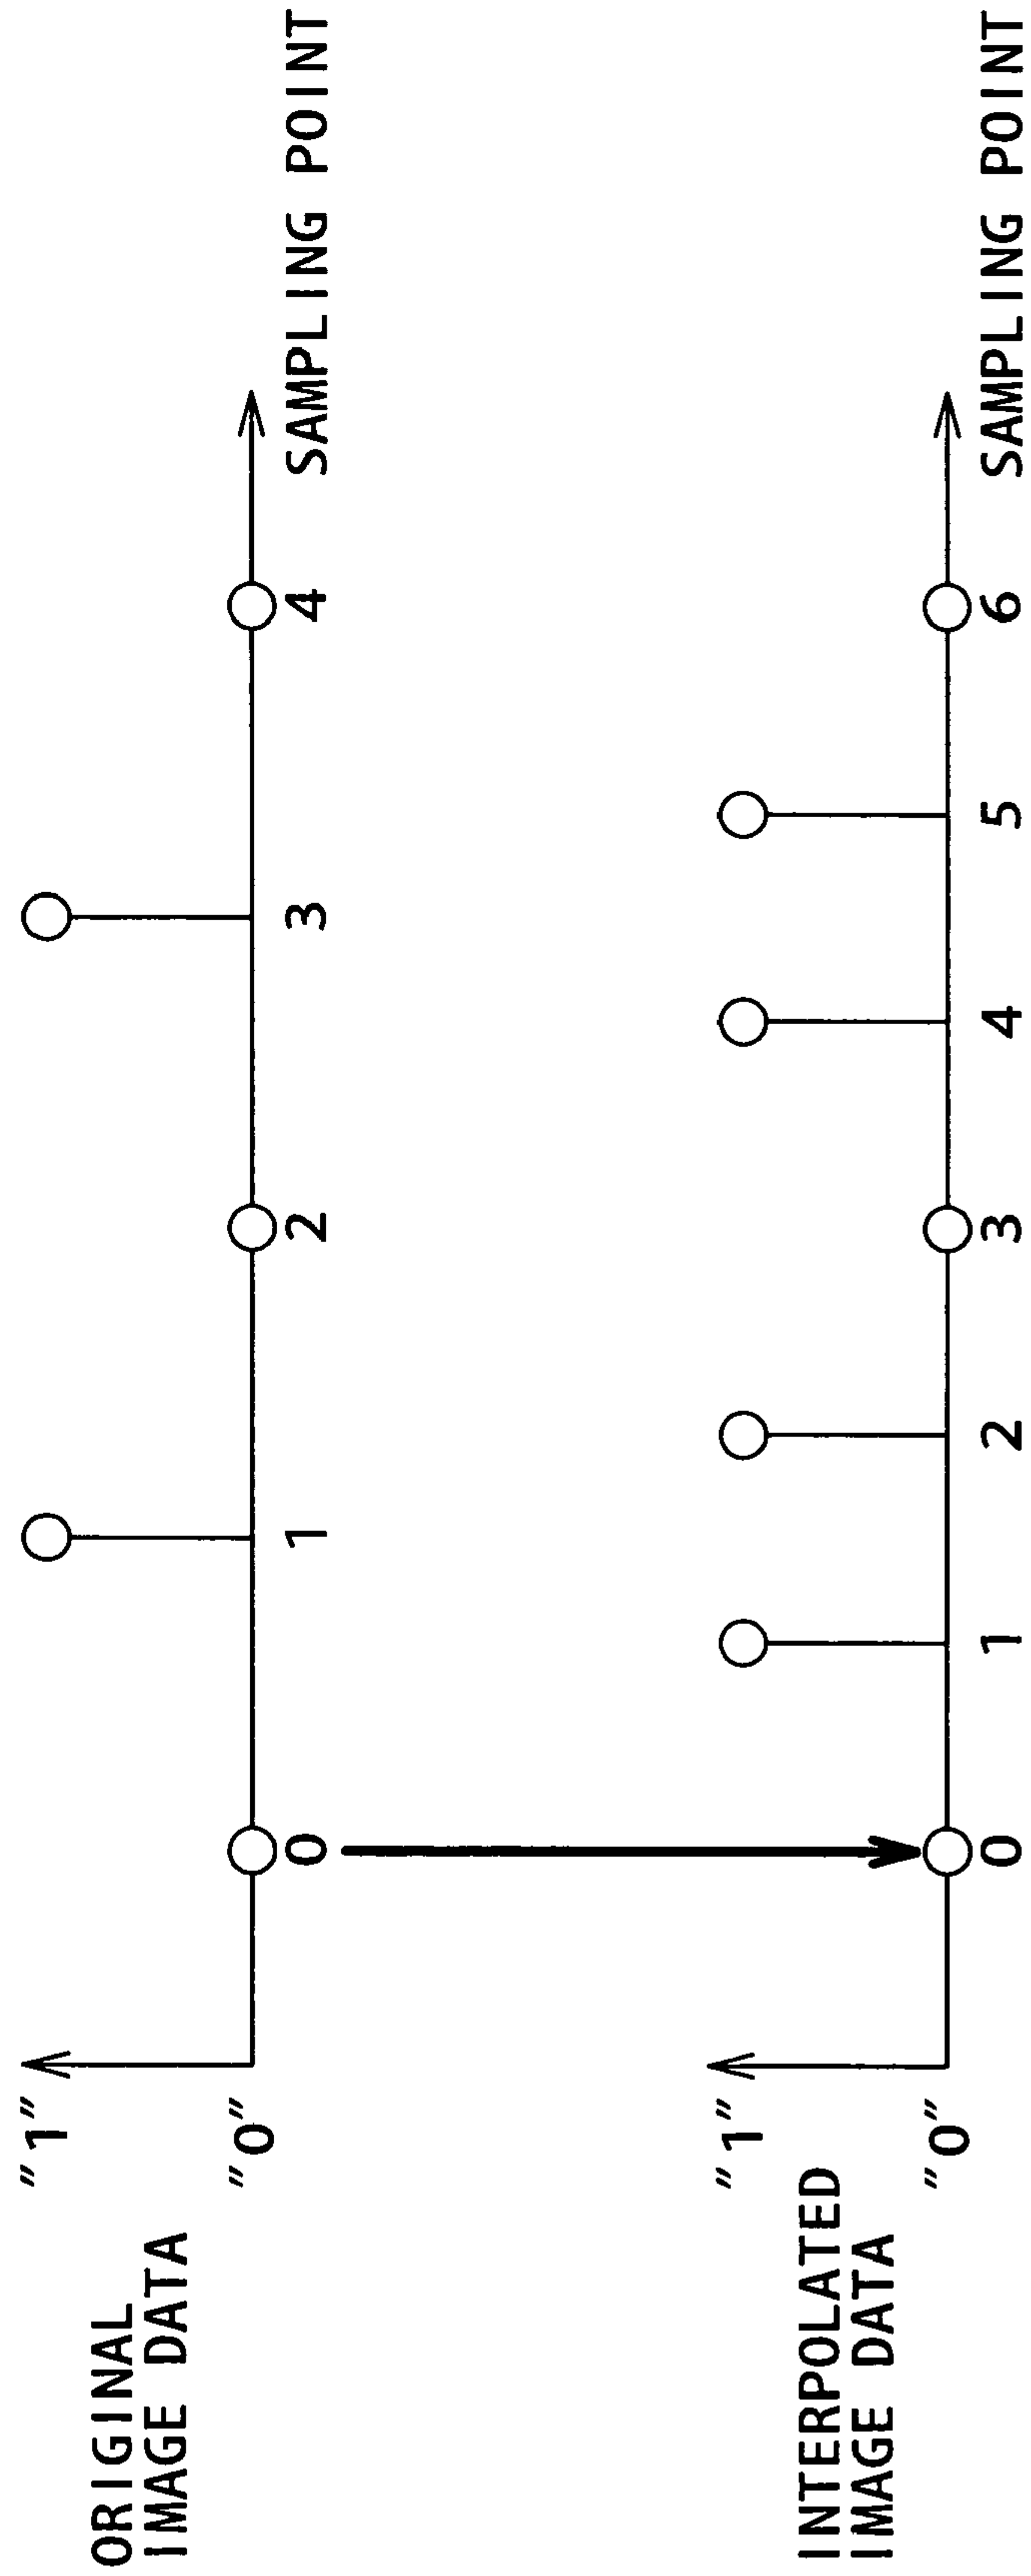 ORIGINAL
IMAGE DATA
"1"
"0"
0 1 2 3 4
SAMPLING POINT
INTERPOLATED
IMAGE DATA
"1"
"0"
0 1 2 3 4 5 6
SAMPLING POINT